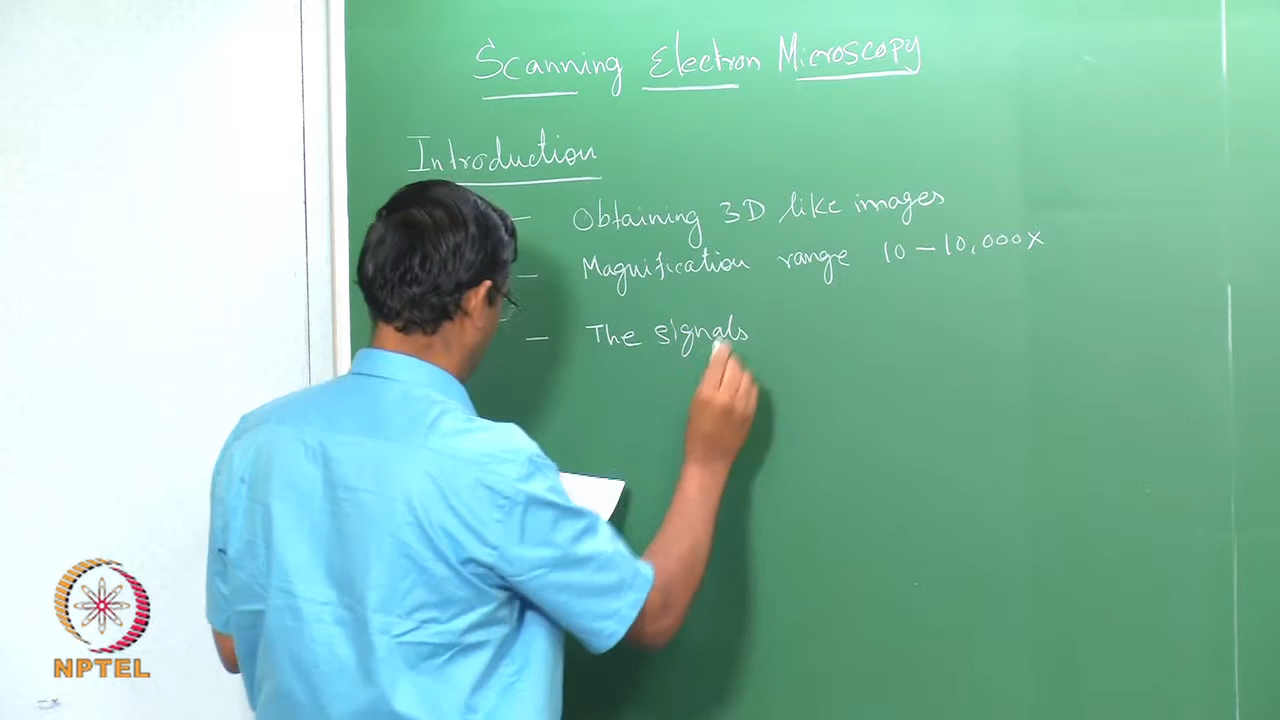 Scanning Electron Microscopy
Introduction
– Obtaining 3D like images
– Magnification range 10 – 10,000X
– The signals
NPTEL